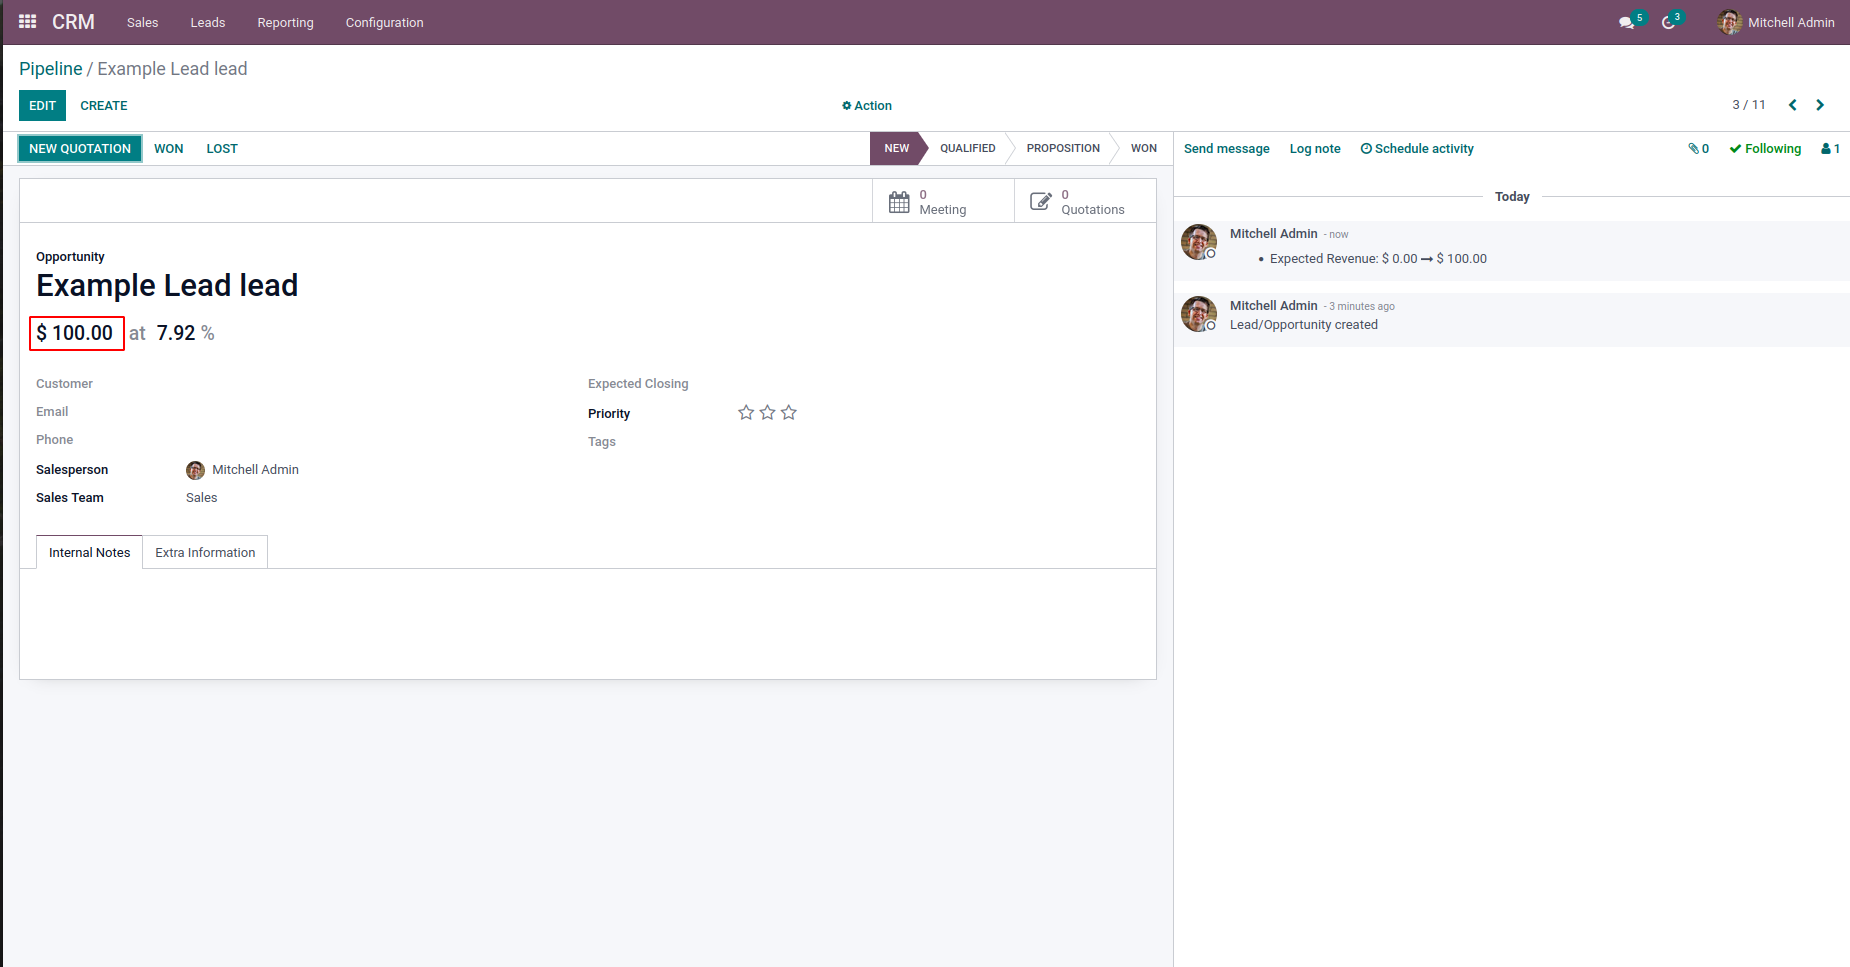 CRM Sales Leads Reporting Configuration 5 3 Mitchell Admin
Pipeline / Example Lead lead
EDIT CREATE Action 3 / 11
NEW QUOTATION WON LOST NEW QUALIFIED PROPOSITION WON
Send message Log note Schedule activity 0 Following 1
0 Meeting
0 Quotations
Opportunity
Example Lead lead
$ 100.00 at 7.92 %
Customer
Email
Phone
Salesperson Mitchell Admin
Sales Team Sales
Expected Closing
Priority
Tags
Internal Notes Extra Information
Today
Mitchell Admin - now
• Expected Revenue: $ 0.00 → $ 100.00
Mitchell Admin - 3 minutes ago
Lead/Opportunity created